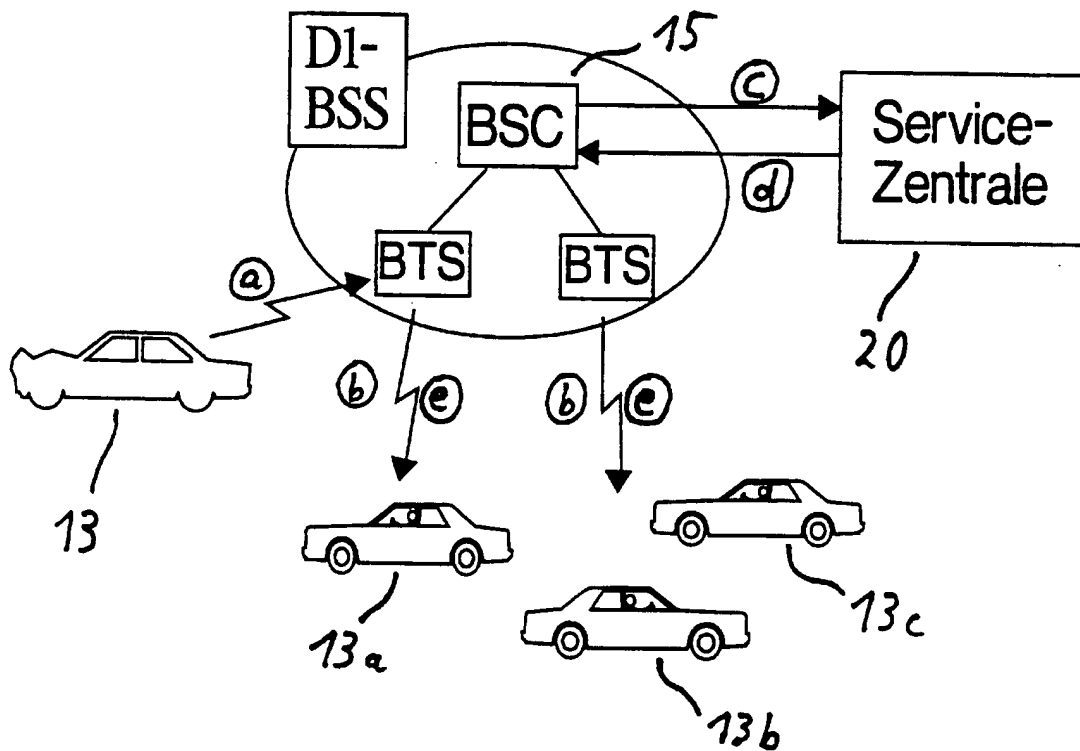 D1-
BSS
15
BSC
c
Service-
Zentrale
d
BTS
BTS
a
20
b
e
b
e
13
13a
13c
13b